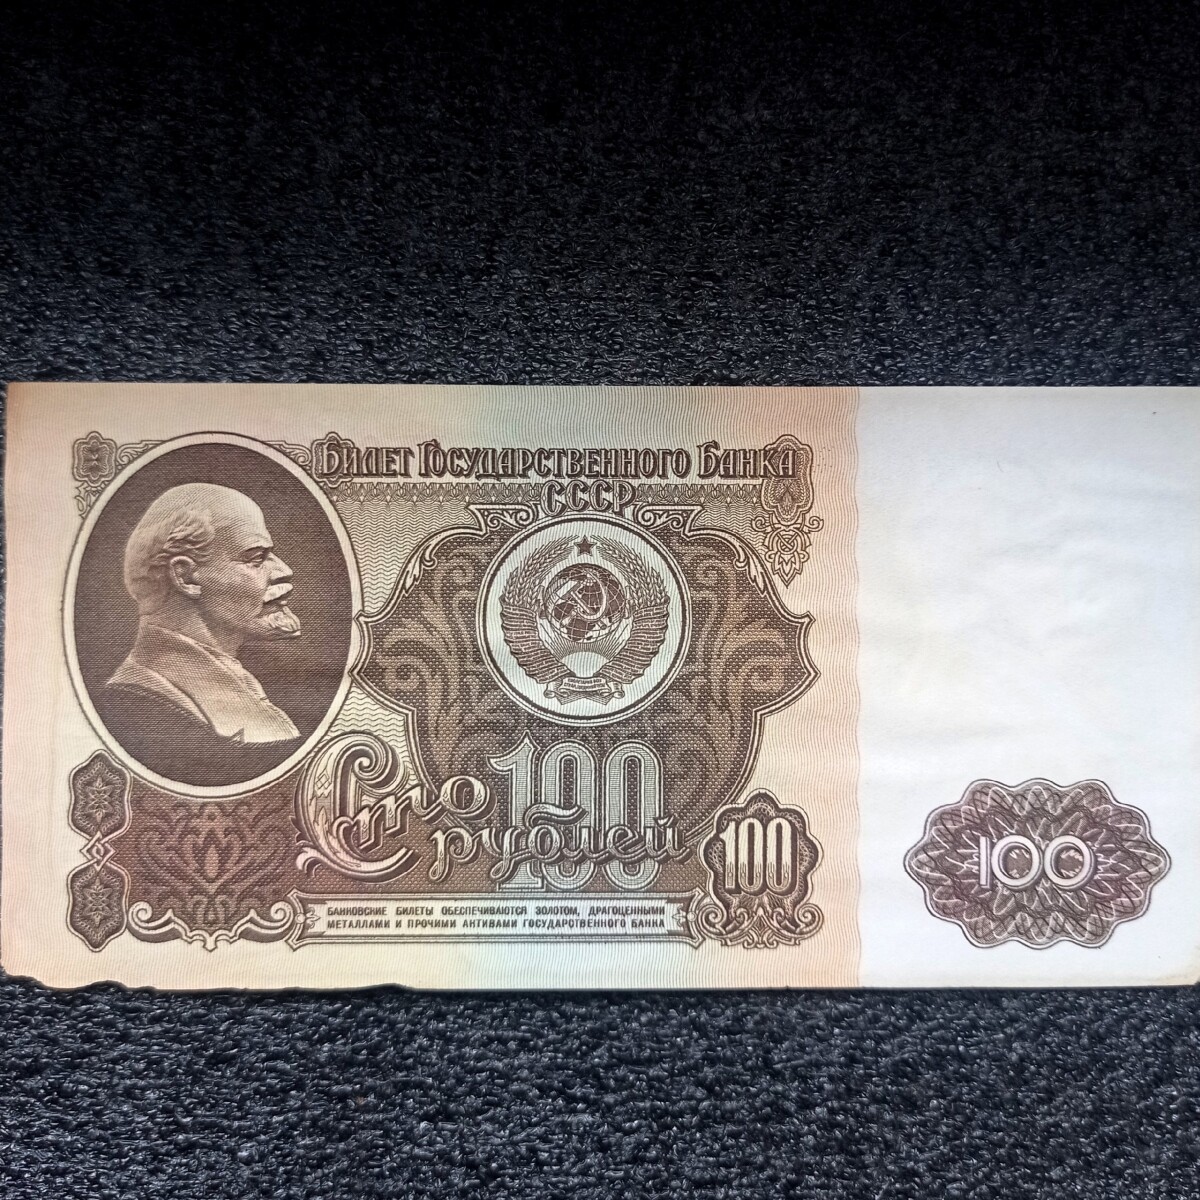 Билет Государственного Банка
СССР
Сто
100
рублей
100
100
БАНКОВСКИЕ БИЛЕТЫ ОБЕСПЕЧИВАЮТСЯ ЗОЛОТОМ, ДРАГОЦЕННЫМИ
МЕТАЛЛАМИ И ПРОЧИМИ АКТИВАМИ ГОСУДАРСТВЕННОГО БАНКА